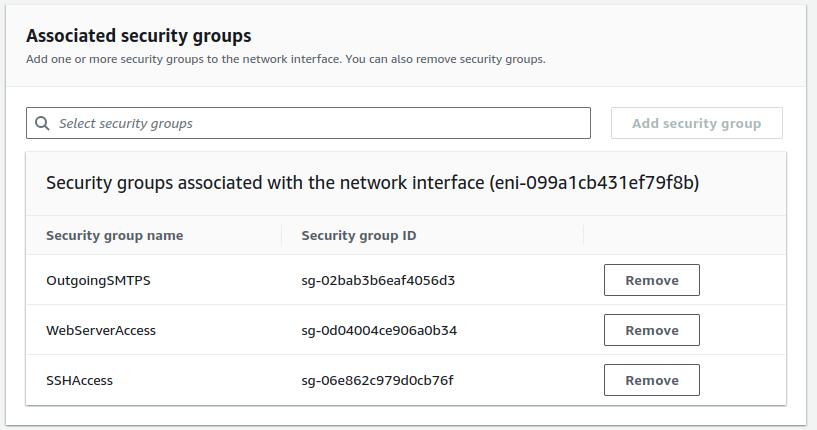 Associated security groups
Add one or more security groups to the network interface. You can also remove security groups.
Select security groups
Add security group
Security groups associated with the network interface (eni-099a1cb431ef79f8b)
Security group name Security group ID
OutgoingSMTPS sg-02bab3b6eaf4056d3 Remove
WebServerAccess sg-0d04004ce906a0b34 Remove
SSHAccess sg-06e862c979d0cb76f Remove